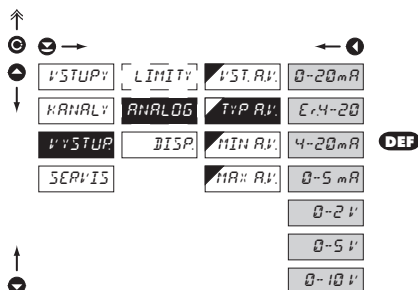 VSTUPY LIMITY VST. A.V. 0-20mA
KANALY ANALOG TYP A.V. Er.4-20
VYSTUP. DISP. MIN A.V. 4-20mA DEF
SERVIS MAX A.V. 0-5 mA
0-2 V
0-5 V
0-10 V